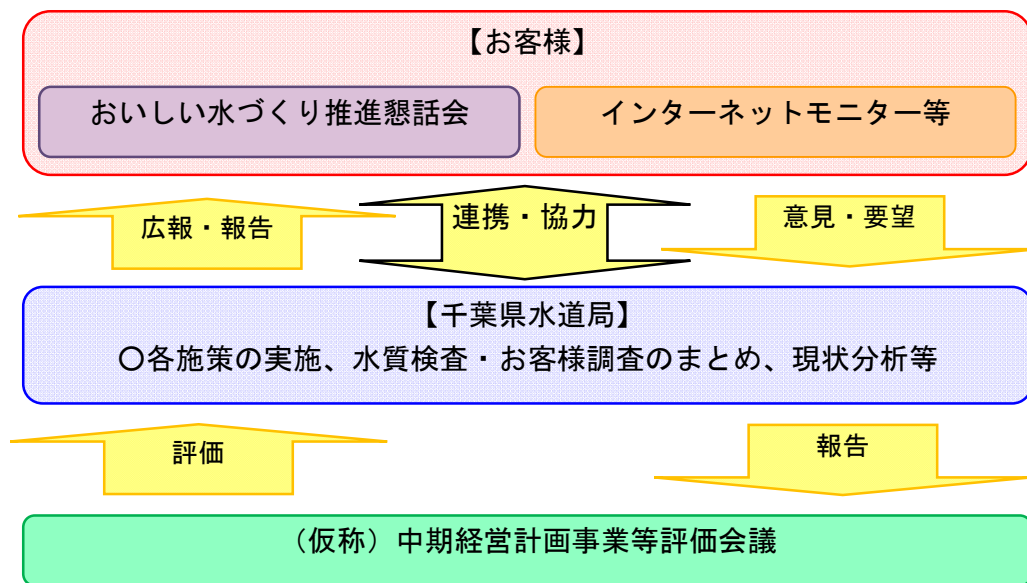 【お客様】
おいしい水づくり推進懇話会
インターネットモニター等
広報・報告
連携・協力
意見・要望
【千葉県水道局】
〇各施策の実施、水質検査・お客様調査のまとめ、現状分析等
評価
報告
（仮称）中期経営計画事業等評価会議